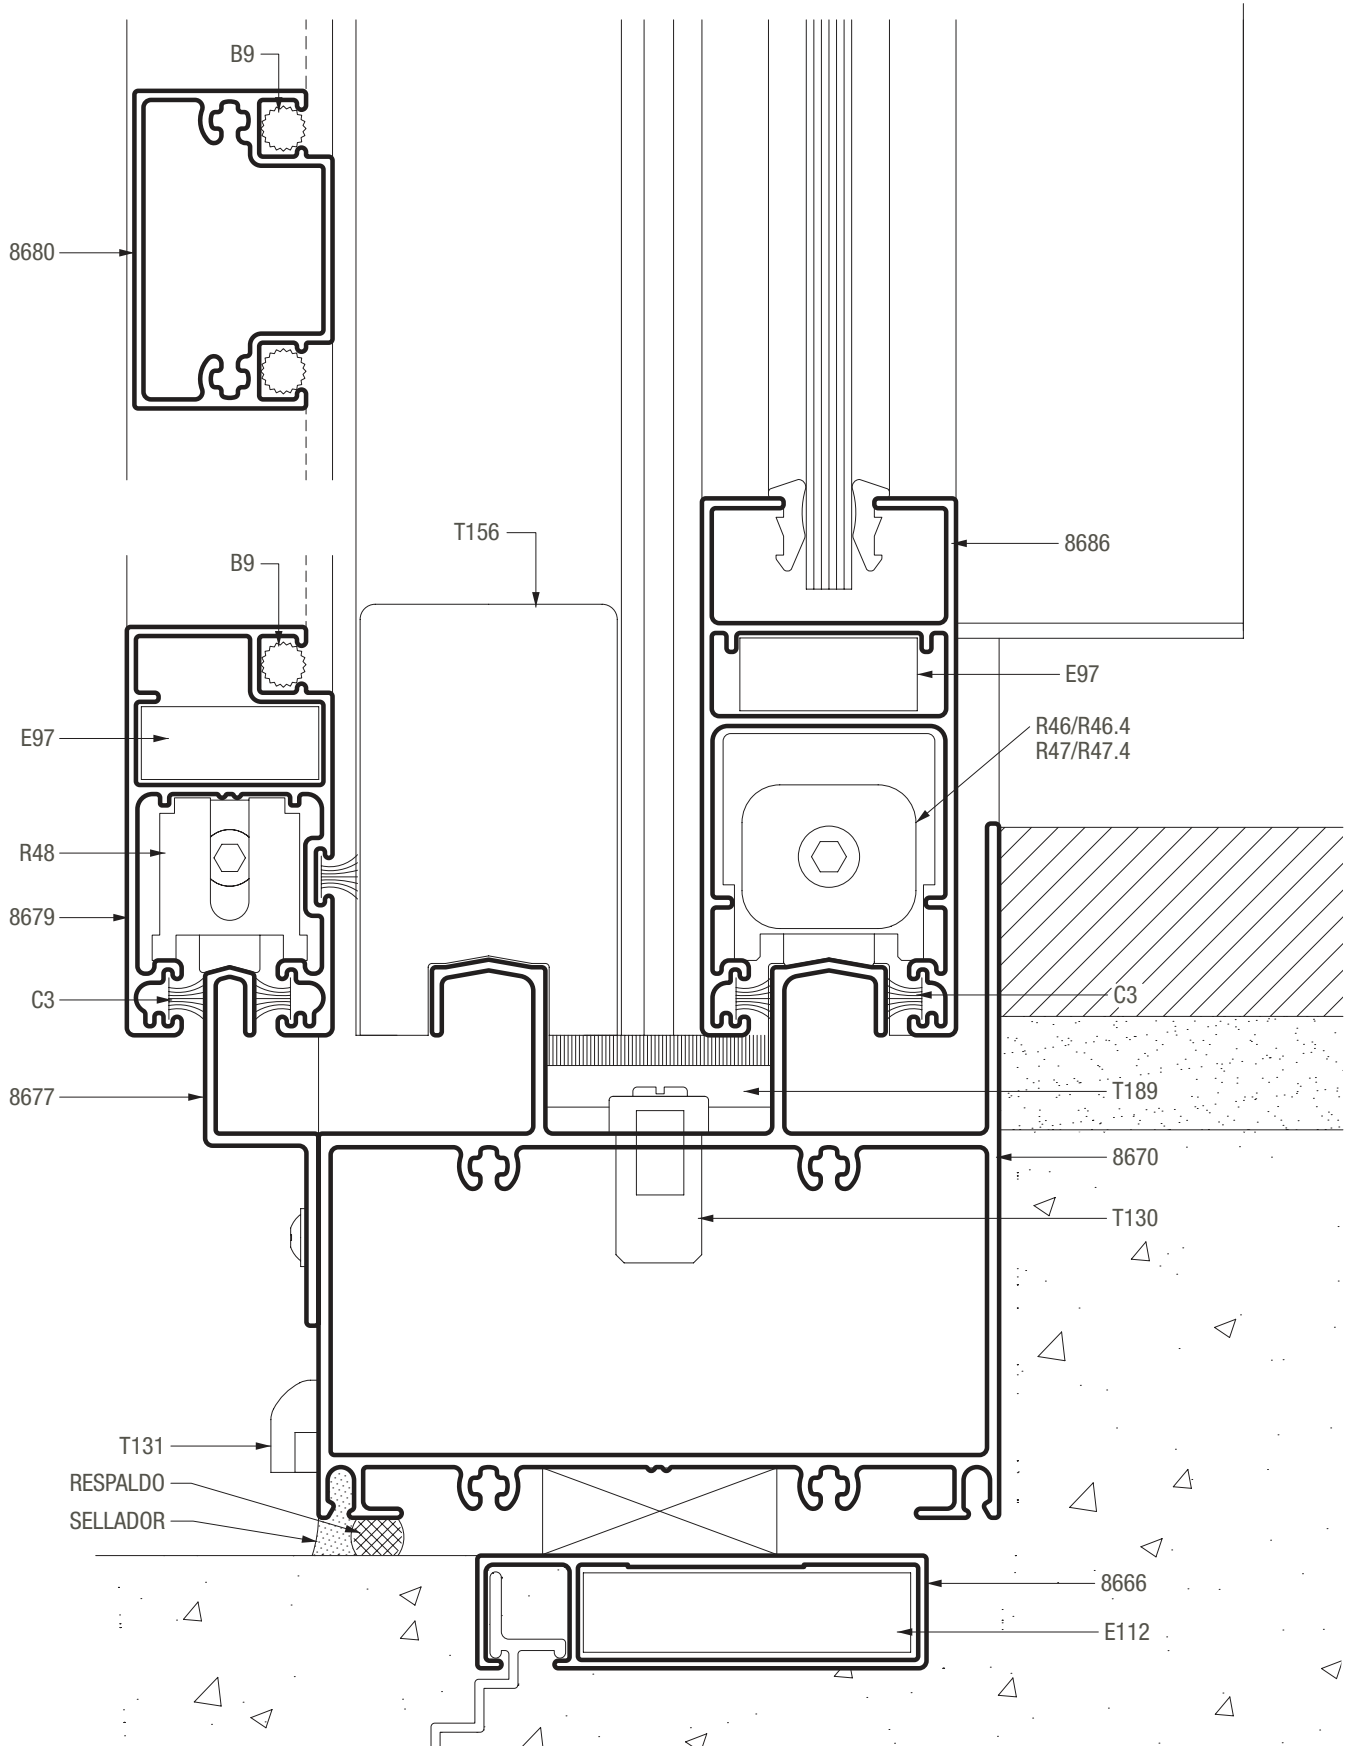 B9
8680
T156
8686
B9
E97
E97
R46/R46.4
R47/R47.4
R48
8679
C3
C3
8677
T189
8670
T130
T131
RESPALDO
SELLADOR
8666
E112